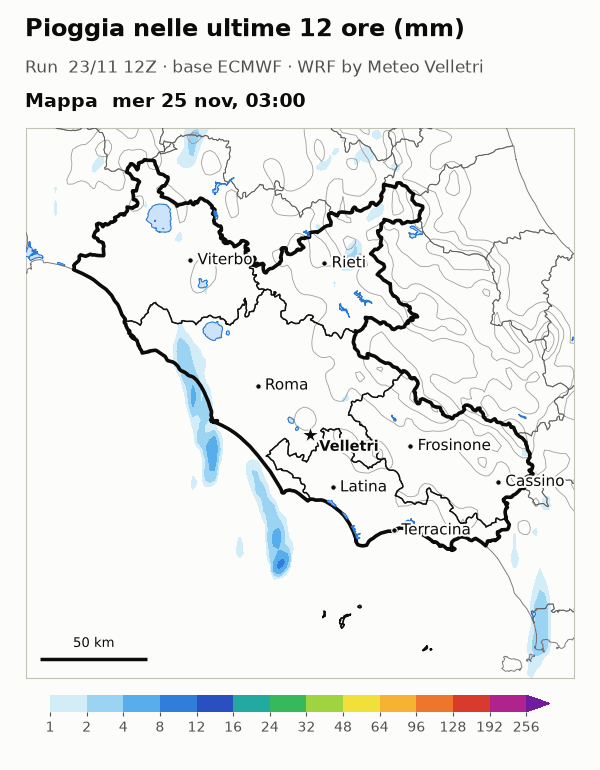 Pioggia nelle ultime 12 ore (mm)
Run  23/11 12Z · base ECMWF · WRF by Meteo Velletri
Mappa  mer 25 nov, 03:00
Viterbo
Rieti
Roma
Velletri
Frosinone
Cassino
Latina
Terracina
50 km
1 2 4 8 12 16 24 32 48 64 96 128 192 256